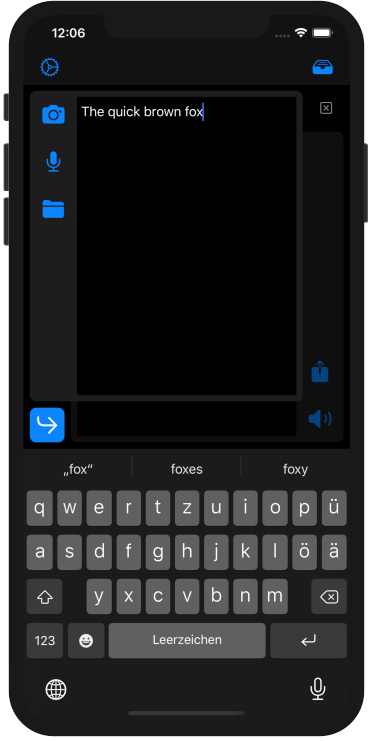 12:06
The quick brown fox
„fox“ foxes foxy
q w e r t z u i o p ü
a s d f g h j k l ö ä
y x c v b n m
123 Leerzeichen